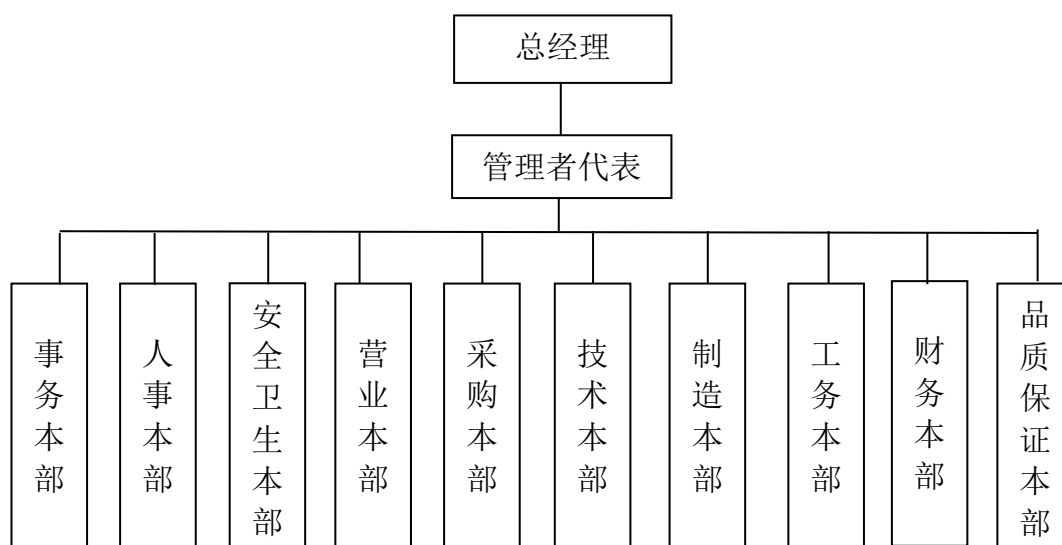 总经理
管理者代表
事务本部
人事本部
安全卫生本部
营业本部
采购本部
技术本部
制造本部
工务本部
财务本部
品质保证本部